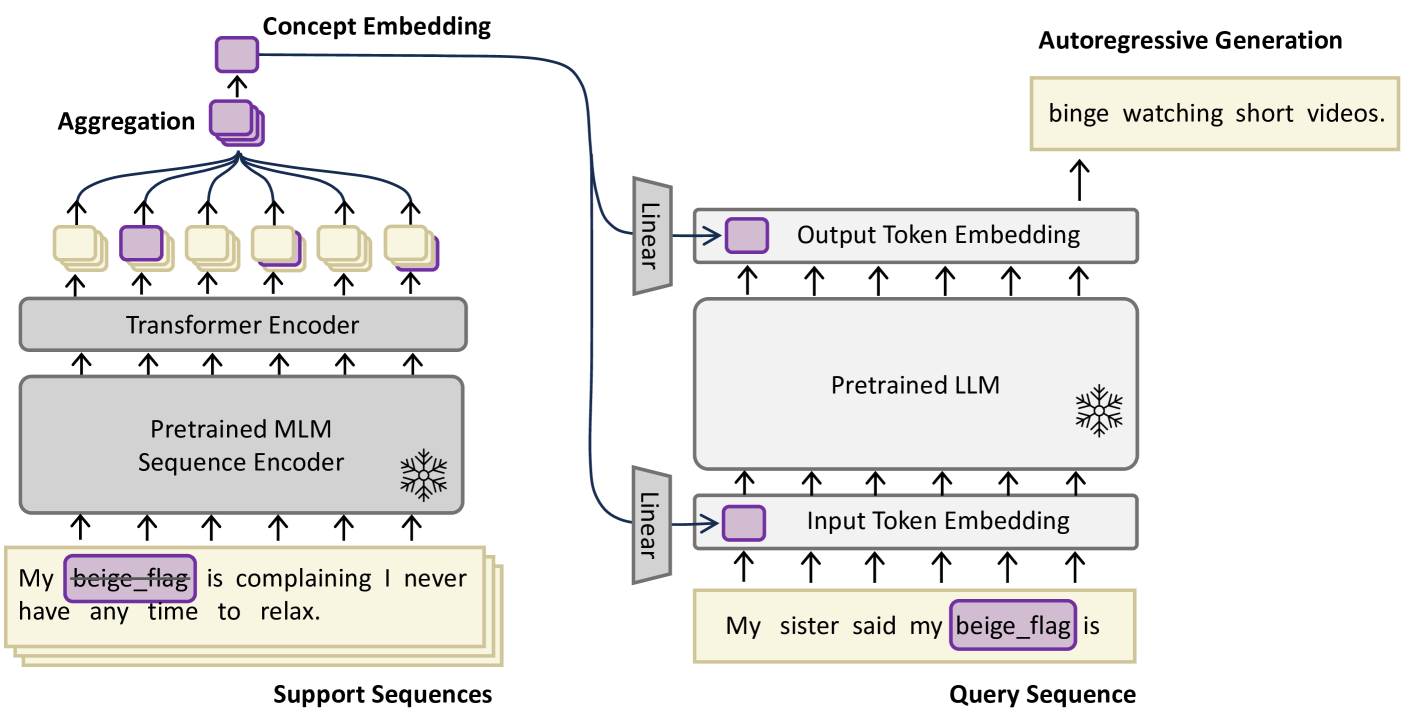 Concept Embedding
Aggregation
Transformer Encoder
Pretrained MLM
Sequence Encoder
My beige_flag is complaining I never
have any time to relax.
Support Sequences
Autoregressive Generation
binge watching short videos.
Linear
Output Token Embedding
Pretrained LLM
Linear
Input Token Embedding
My sister said my beige_flag is
Query Sequence